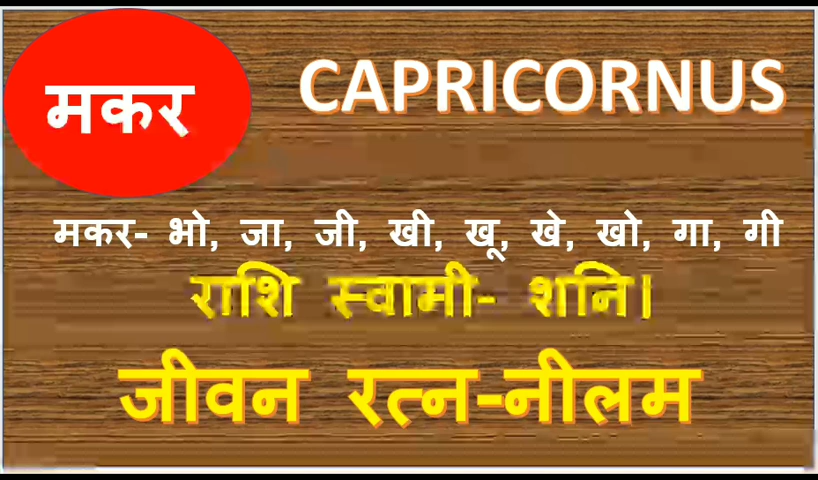 मकर
CAPRICORNUS
मकर- भो, जा, जी, खी, खू, खे, खो, गा, गी
राशि स्वामी- शनि।
जीवन रत्न-नीलम